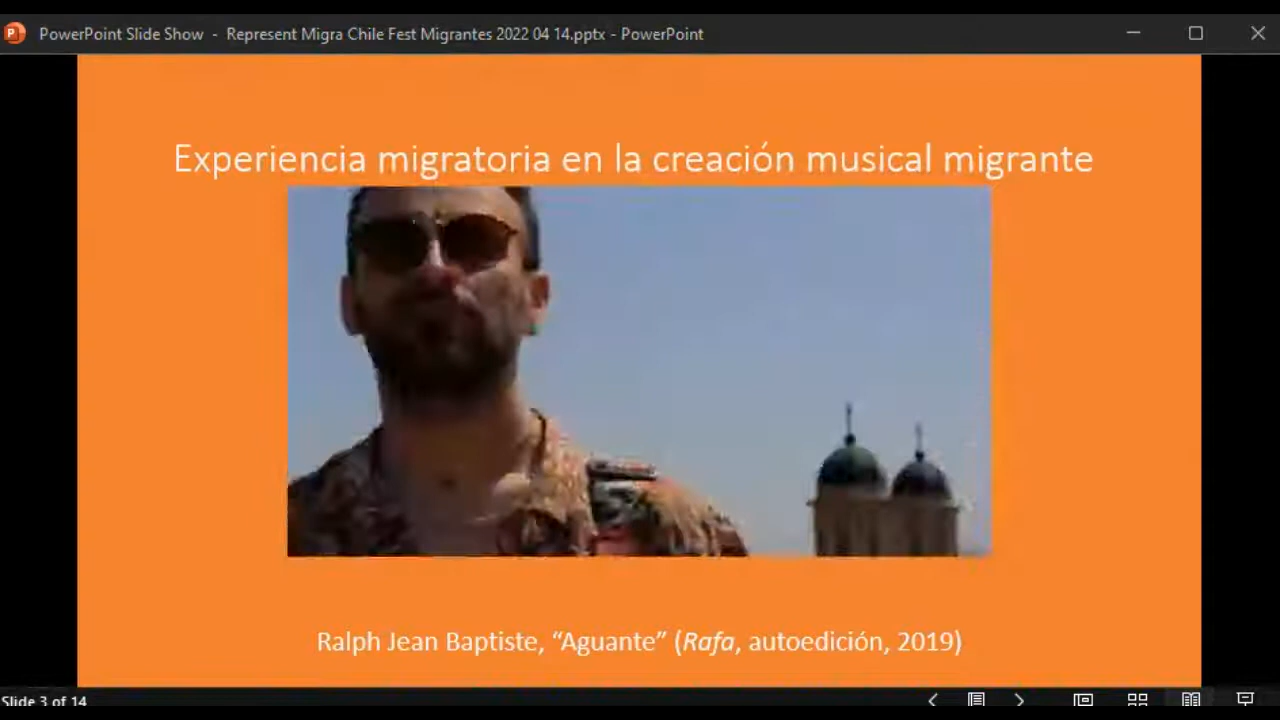 PowerPoint Slide Show - Represent Migra Chile Fest Migrantes 2022 04 14.pptx - PowerPoint
Experiencia migratoria en la creación musical migrante
Ralph Jean Baptiste, “Aguante” (Rafa, autoedición, 2019)
Slide 3 of 14